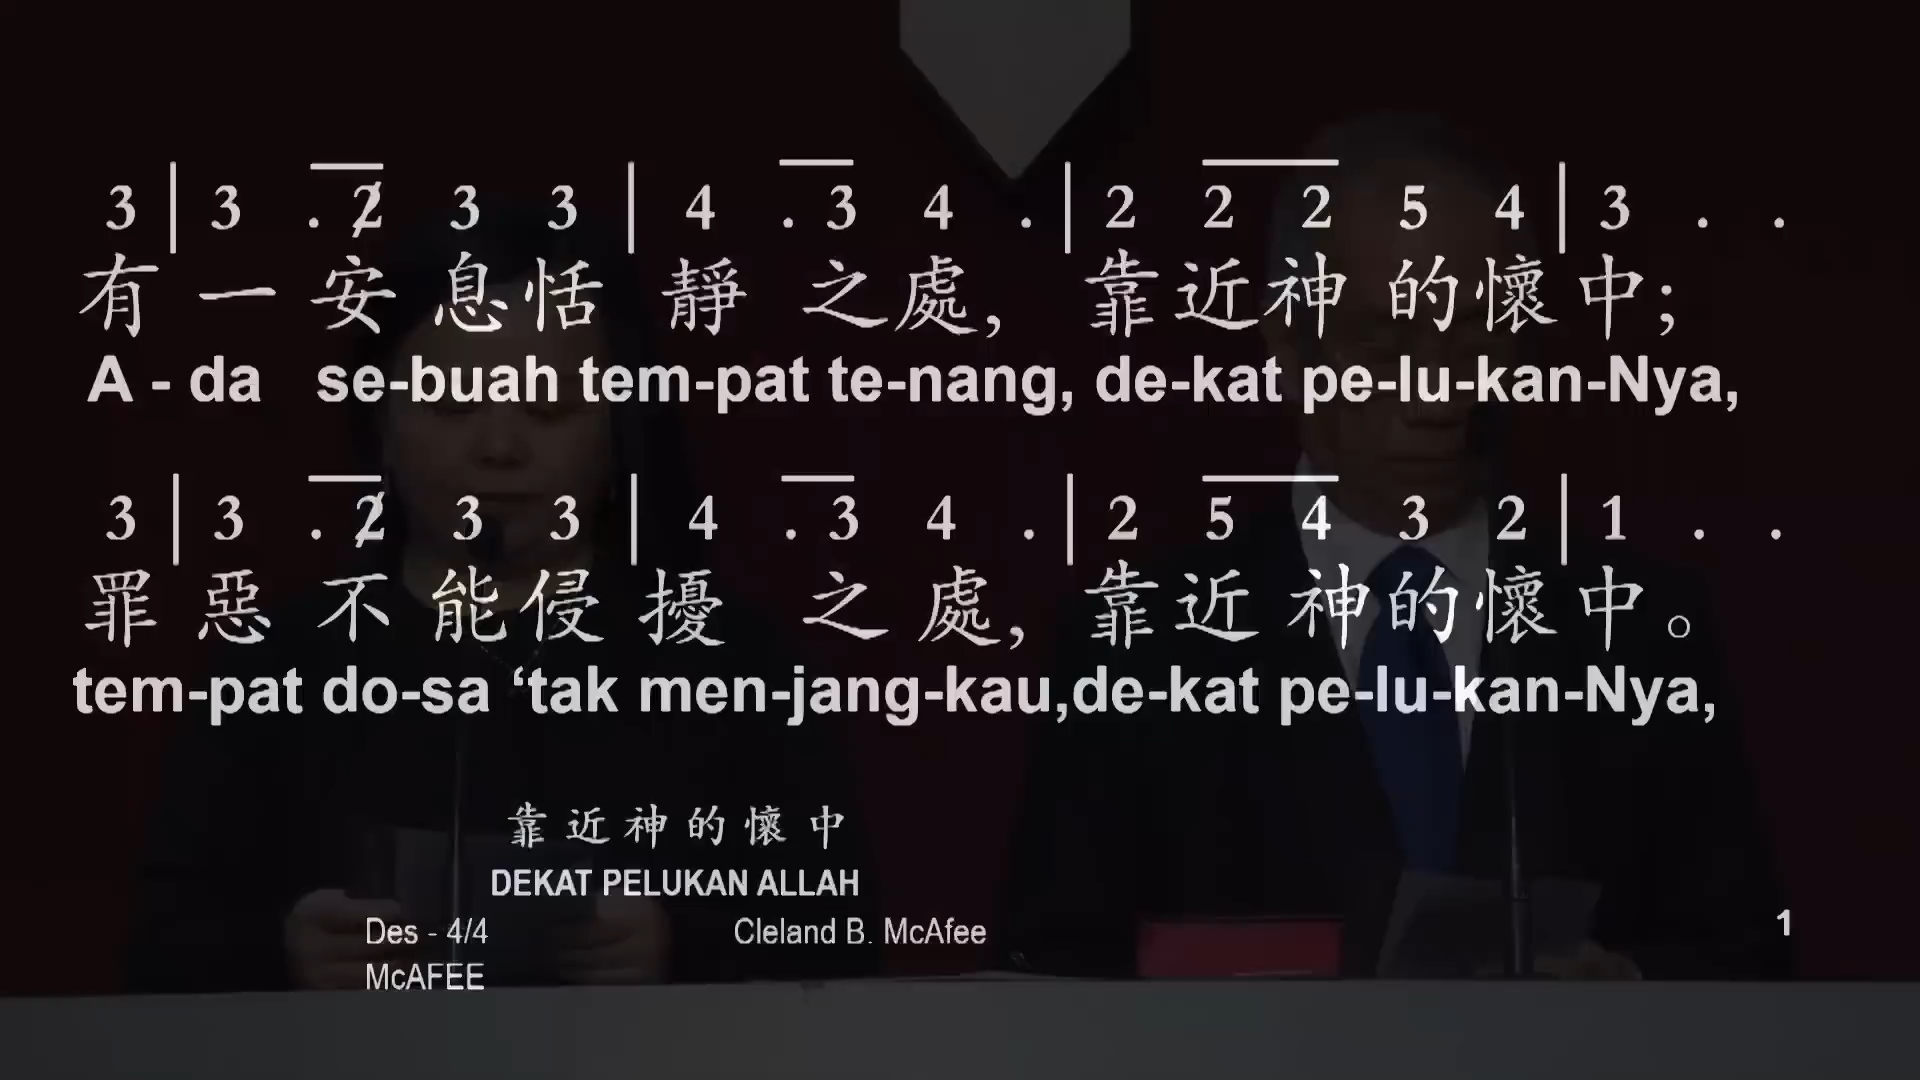 3 | 3 . 2̸ 3 3 | 4 . 3 4 . | 2 2 2 5 4 | 3 . .
有一安息恬靜之處, 靠近神的懷中;
A - da se-buah tem-pat te-nang, de-kat pe-lu-kan-Nya,
3 | 3 . 2̸ 3 3 | 4 . 3 4 . | 2 5 4 3 2 | 1 . .
罪惡不能侵擾之處, 靠近神的懷中。
tem-pat do-sa ‘tak men-jang-kau,de-kat pe-lu-kan-Nya,
靠近神的懷中
DEKAT PELUKAN ALLAH
Des - 4/4 Cleland B. McAfee 1
McAFEE